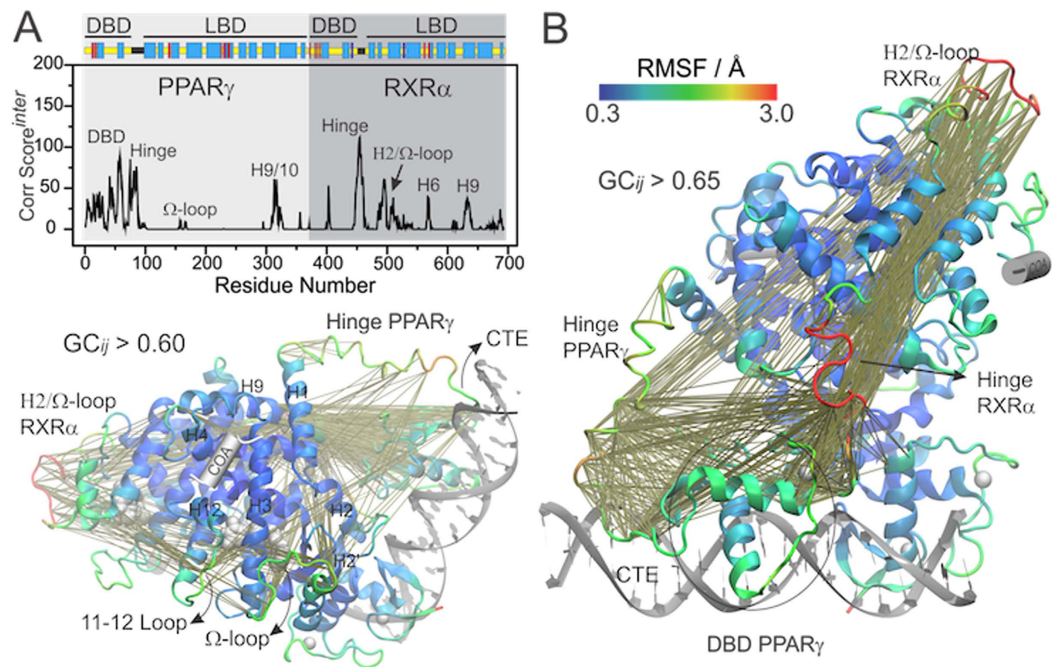 A
DBD LBD DBD LBD
PPARγ RXRα
Corr Score^inter
200
150
100
50
0
DBD
Hinge
Ω-loop
H9/10
Hinge
H2/Ω-loop
H6
H9
0 100 200 300 400 500 600 700
Residue Number
GCij > 0.60
Hinge PPARγ
CTE
H2/Ω-loop
RXRα
H9
H1
H4
COA
H12
H3
H2
H2'
11-12 Loop
Ω-loop
B
RMSF / Å
0.3 3.0
H2/Ω-loop
RXRα
GCij > 0.65
COA
Hinge
PPARγ
Hinge
RXRα
CTE
DBD PPARγ